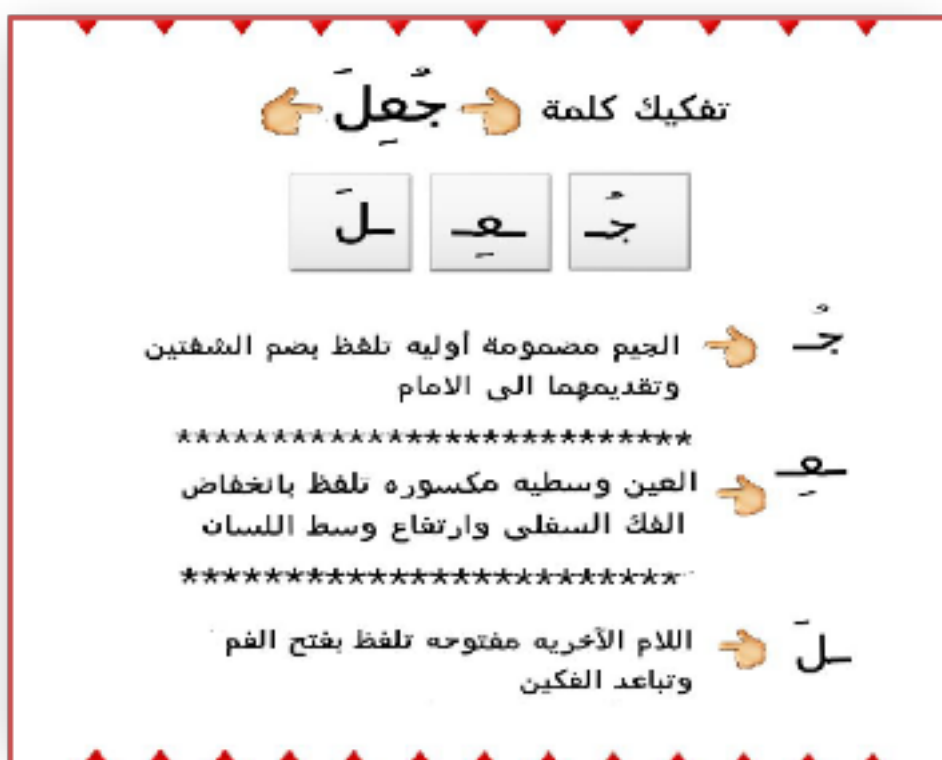 تفكيك كلمة جُعِلَ
جُـ ـعِـ ـلَ
جُـ الجيم مضمومة أوليه تلفظ بضم الشفتين
وتقديمهما الى الامام
***************************
ـعِـ العين وسطيه مكسوره تلفظ بانخفاض
الفك السفلى وارتفاع وسط اللسان
**************************
ـلَ اللام الآخريه مفتوحه تلفظ بفتح الفم
وتباعد الفكين